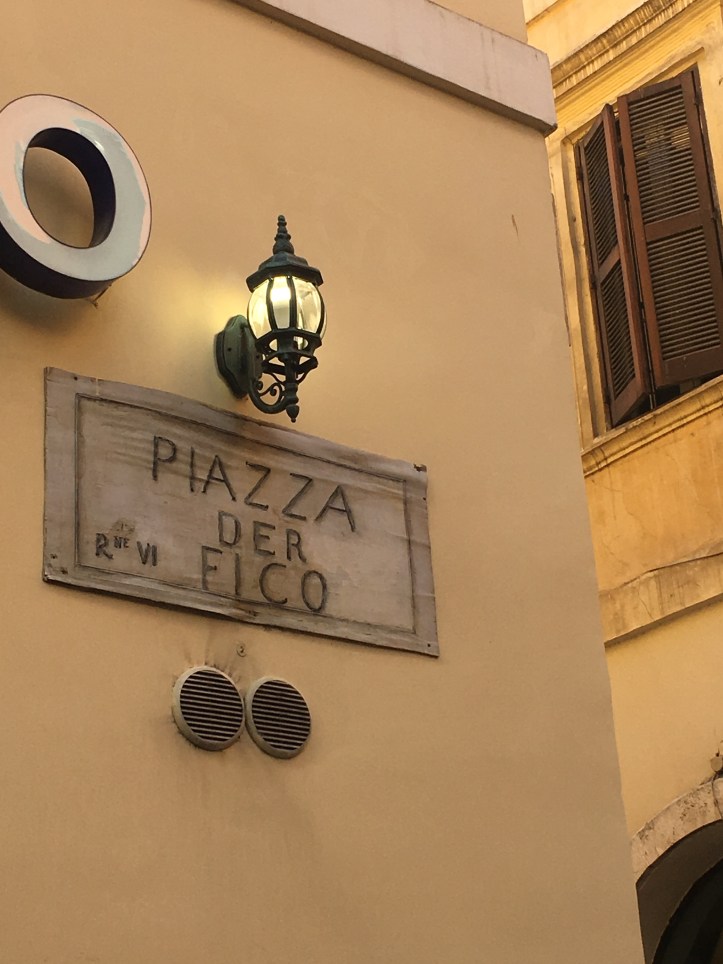 O
PIAZZA
DER
RNE VI
FICO